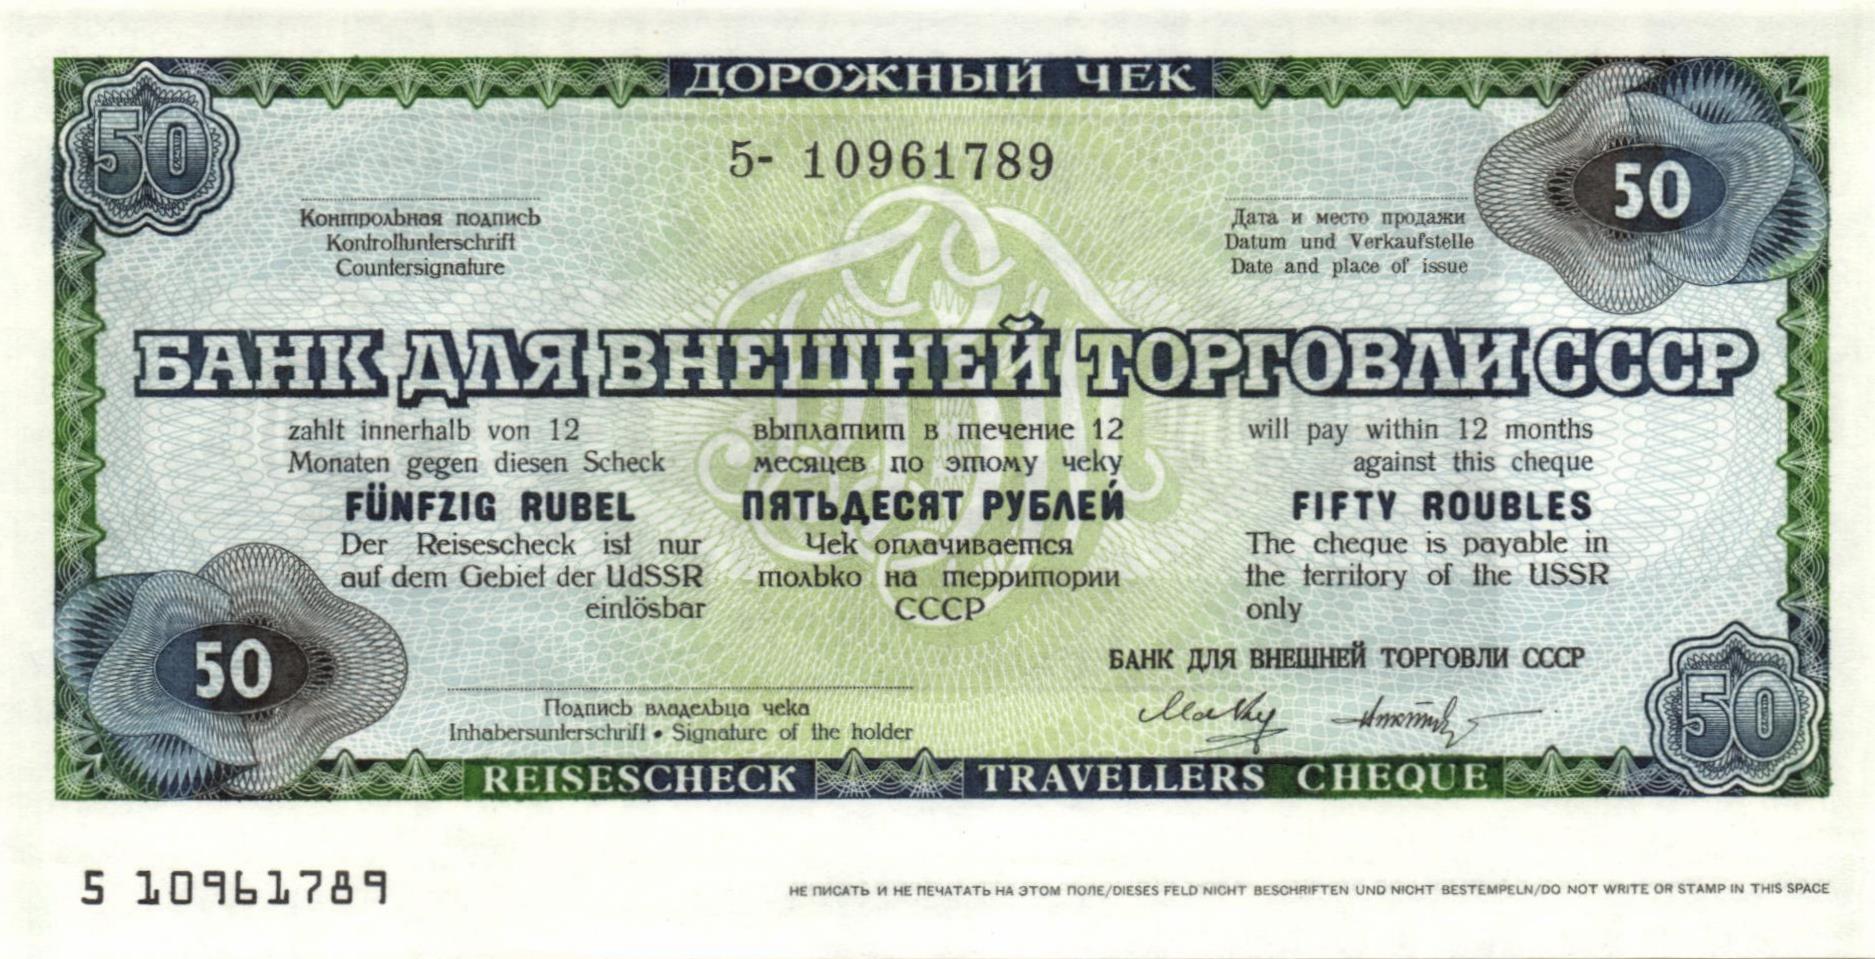 ДОРОЖНЫЙ ЧЕК
50
5- 10961789
50
Контрольная подпись
Kontrollunterschrift
Countersignature
Дата и место продажи
Datum und Verkaufstelle
Date and place of issue
БАНК ДЛЯ ВНЕШНЕЙ ТОРГОВЛИ СССР
zahlt innerhalb von 12
Monaten gegen diesen Scheck
FÜNFZIG RUBEL
Der Reisescheck ist nur
auf dem Gebiet der UdSSR
einlösbar
выплатит в течение 12
месяцев по этому чеку
ПЯТЬДЕСЯТ РУБЛЕЙ
Чек оплачивается
только на территории
СССР
will pay within 12 months
against this cheque
FIFTY ROUBLES
The cheque is payable in
the territory of the USSR
only
50
БАНК ДЛЯ ВНЕШНЕЙ ТОРГОВЛИ СССР
Подпись владельца чека
Inhabersunterschrift • Signature of the holder
50
REISESCHECK TRAVELLERS CHEQUE
5 10961789
НЕ ПИСАТЬ И НЕ ПЕЧАТАТЬ НА ЭТОМ ПОЛЕ/DIESES FELD NICHT BESCHRIFTEN UND NICHT BESTEMPELN/DO NOT WRITE OR STAMP IN THIS SPACE